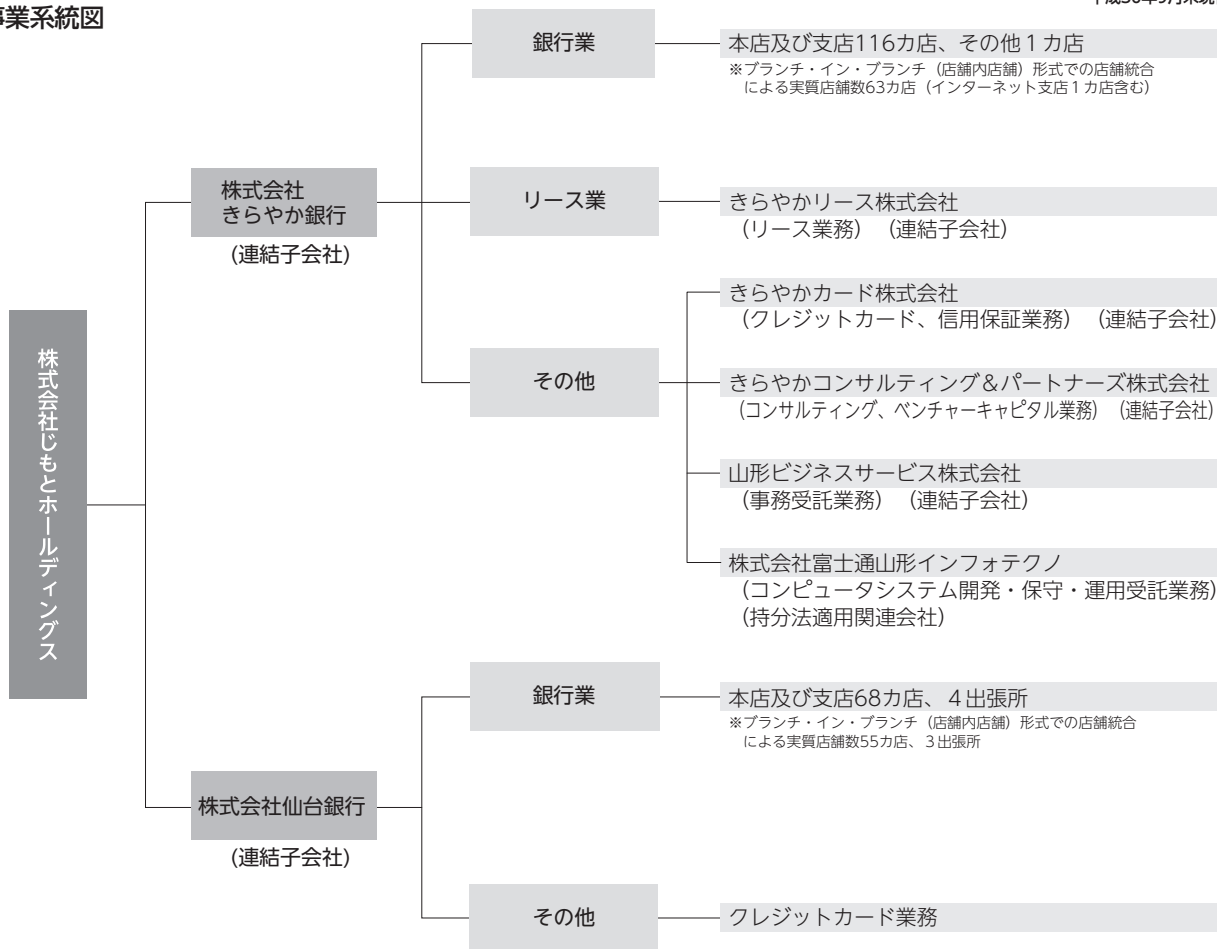 事業系統図
平成30年9月末現
株式会社じもとホールディングス
株式会社
きらやか銀行
(連結子会社)
銀行業
本店及び支店116カ店、その他1カ店
※ブランチ・イン・ブランチ(店舗内店舗)形式での店舗統合
による実質店舗数63カ店(インターネット支店1カ店含む)
リース業
きらやかリース株式会社
(リース業務)(連結子会社)
その他
きらやかカード株式会社
(クレジットカード、信用保証業務)(連結子会社)
きらやかコンサルティング&パートナーズ株式会社
(コンサルティング、ベンチャーキャピタル業務)(連結子会社)
山形ビジネスサービス株式会社
(事務受託業務)(連結子会社)
株式会社富士通山形インフォテクノ
(コンピュータシステム開発・保守・運用受託業務)
(持分法適用関連会社)
株式会社仙台銀行
(連結子会社)
銀行業
本店及び支店68カ店、4出張所
※ブランチ・イン・ブランチ(店舗内店舗)形式での店舗統合
による実質店舗数55カ店、3出張所
その他
クレジットカード業務